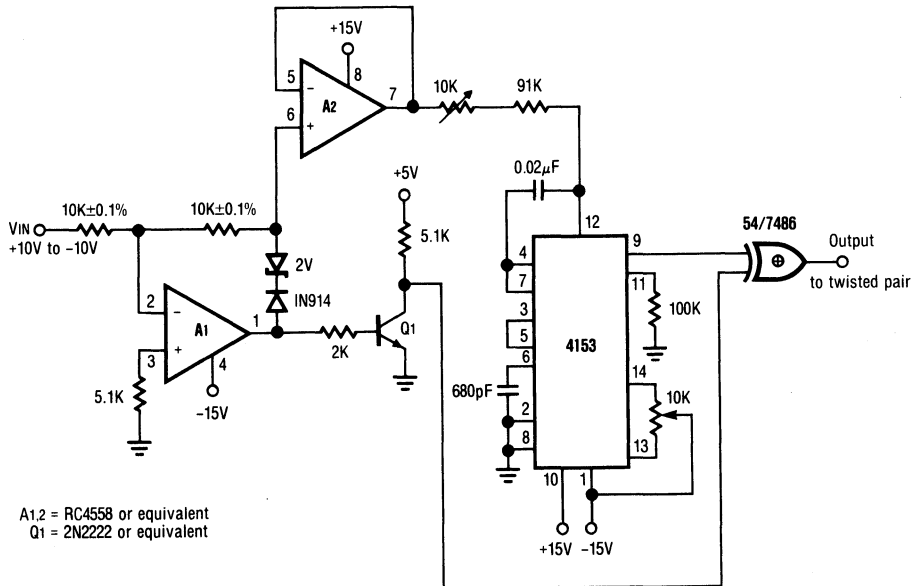 +15V
5
8
A2
7
6
10K
91K
+5V
0.02µF
10K±0.1%
10K±0.1%
VIN
+10V to −10V
5.1K
12
54/7486
9
Output
to twisted pair
4
2V
7
11
IN914
3
100K
2
A1
1
Q1
5
4153
3
4
2K
6
14
680pF
10K
5.1K
−15V
2
13
8
10
1
+15V
−15V
A1,2 = RC4558 or equivalent
Q1 = 2N2222 or equivalent